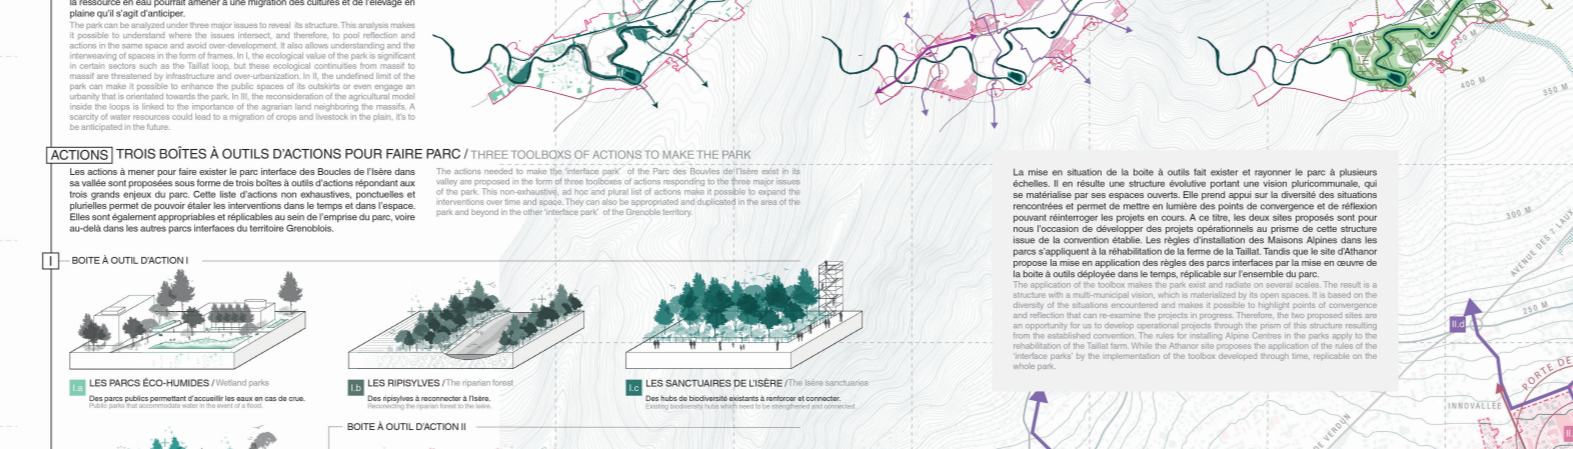 la ressource en eau pourrait amener à une migration des cultures et de l'élevage en
plaine qu'il s'agit d'anticiper.
The park can be analyzed under three major issues to reveal its structure. This analysis makes
it possible to understand where the issues intersect, and therefore, to pool reflection and
actions in the same space and avoid over-development. It also allows understanding and the
interweaving of spaces in the form of frames. In I, the ecological value of the park is significant
in certain sectors such as the Taillat loop, but these ecological continuities from massif to
massif are threatened by infrastructure and over-urbanization. In II, the undefined limit of the
park can make it possible to enhance the public spaces of its outskirts or even engage an
urbanity that is orientated towards the park. In III, the reconsideration of the agricultural model
inside the loops is linked to the importance of the agrarian land neighboring the massifs. A
scarcity of water resources could lead to a migration of crops and livestock in the plain, it's to
be anticipated in the future.
ACTIONS TROIS BOÎTES À OUTILS D'ACTIONS POUR FAIRE PARC / THREE TOOLBOXS OF ACTIONS TO MAKE THE PARK
Les actions à mener pour faire exister le parc interface des Boucles de l'Isère dans
sa vallée sont proposées sous forme de trois boîtes à outils d'actions répondant aux
trois grands enjeux du parc. Cette liste d'actions non exhaustives, ponctuelles et
plurielles permet de pouvoir étaler les interventions dans le temps et dans l'espace.
Elles sont également appropriables et réplicables au sein de l'emprise du parc, voire
au-delà dans les autres parcs interfaces du territoire Grenoblois.
The actions needed to make the 'interface park' of the Parc des Bouvles de l'Isère exist in its
valley are proposed in the form of three toolboxes of actions responding to the three major issues
of the park. This non-exhaustive, ad hoc and plural list of actions make it possible to expand the
interventions over time and space. They can also be appropriated and duplicated in the area of the
park and beyond in the other 'interface park' of the Grenoble territory.
I BOITE À OUTIL D'ACTION I
I.a LES PARCS ÉCO-HUMIDES / Wetland parks
Des parcs publics permettant d'accueillir les eaux en cas de crue.
Public parks that accommodate water in the event of a flood.
I.b LES RIPISYLVES / The riparian forest
Des ripisylves à reconnecter à l'Isère.
Reconnecting the riparian forest to the Isère.
I.c LES SANCTUAIRES DE L'ISÈRE / The Isère sanctuaries
Des hubs de biodiversité existants à renforcer et connecter.
Existing biodiversity hubs which need to be strengthened and connected.
BOITE À OUTIL D'ACTION II
La mise en situation de la boite à outils fait exister et rayonner le parc à plusieurs
échelles. Il en résulte une structure évolutive portant une vision pluricommunale, qui
se matérialise par ses espaces ouverts. Elle prend appui sur la diversité des situations
rencontrées et permet de mettre en lumière des points de convergence et de réflexion
pouvant réinterroger les projets en cours. A ce titre, les deux sites proposés sont pour
nous l'occasion de développer des projets opérationnels au prisme de cette structure
issue de la convention établie. Les règles d'installation des Maisons Alpines dans les
parcs s'appliquent à la réhabilitation de la ferme de la Taillat. Tandis que le site d'Athanor
propose la mise en application des règles des parcs interfaces par la mise en œuvre de
la boite à outils déployée dans le temps, réplicable sur l'ensemble du parc.
The application of the toolbox makes the park exist and radiate on several scales. The result is a
structure with a multi-municipal vision, which is materialized by its open spaces. It is based on the
diversity of the situations encountered and makes it possible to highlight points of convergence
and reflection that can re-examine the projects in progress. Therefore, the two proposed sites are
an opportunity for us to develop operational projects through the prism of this structure resulting
from the established convention. The rules for installing Alpine Centres in the parks apply to the
rehabilitation of the Taillat farm. While the Athanor site proposes the application of the rules of the
'interface parks' by the implementation of the toolbox developed through time, replicable on the
whole park.
450 M
400 M
350 M
300 M
AVENUE DES 7 LAUX
250 M
II.d
PORTE DE
INNOVALLÉE
DE VERDUN
II.